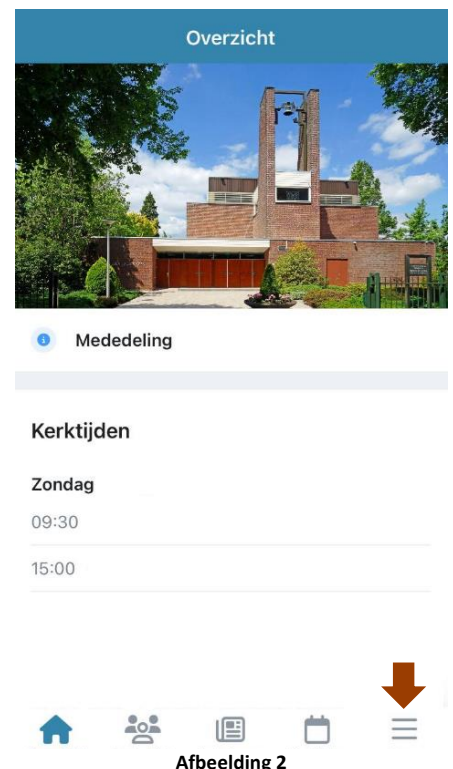 Overzicht
Mededeling
Kerktijden
Zondag
09:30
15:00
Afbeelding 2